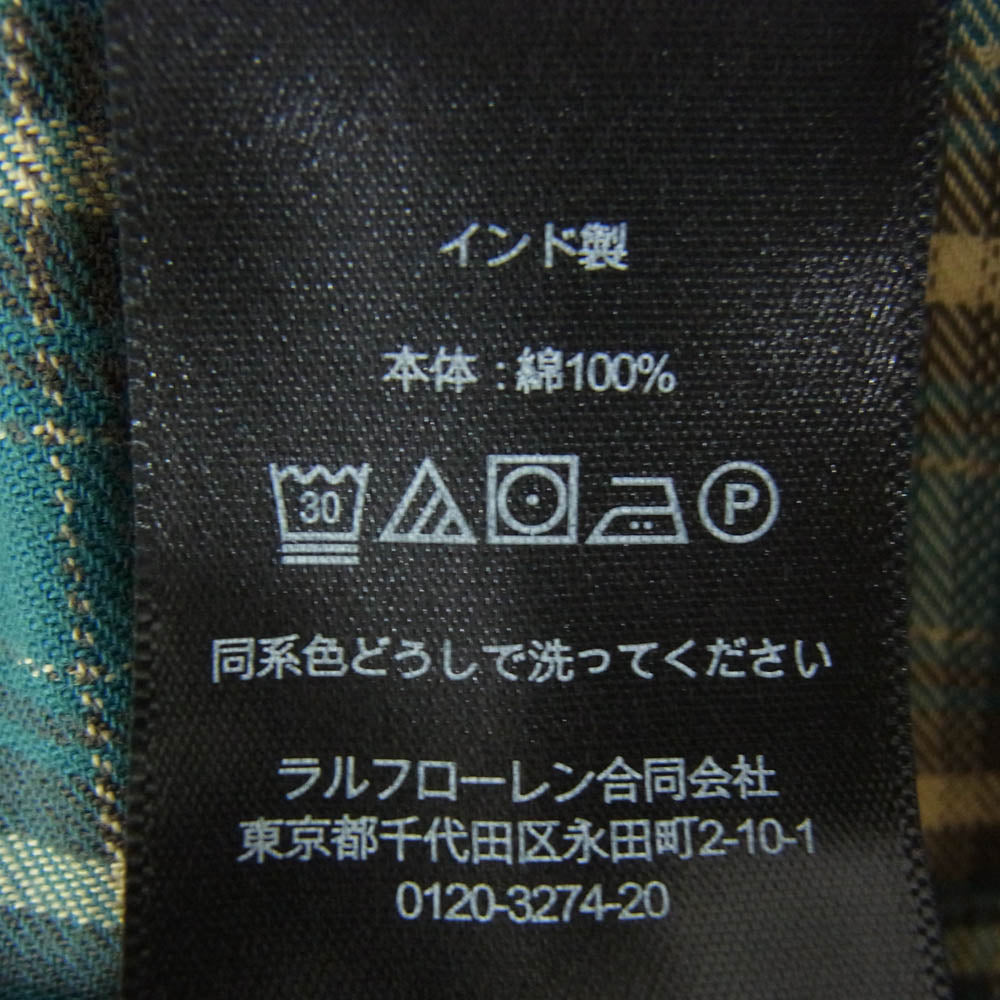 インド製
本体 : 綿100%
30 P
同系色どうしで洗ってください
ラルフローレン合同会社
東京都千代田区永田町2-10-1
0120-3274-20